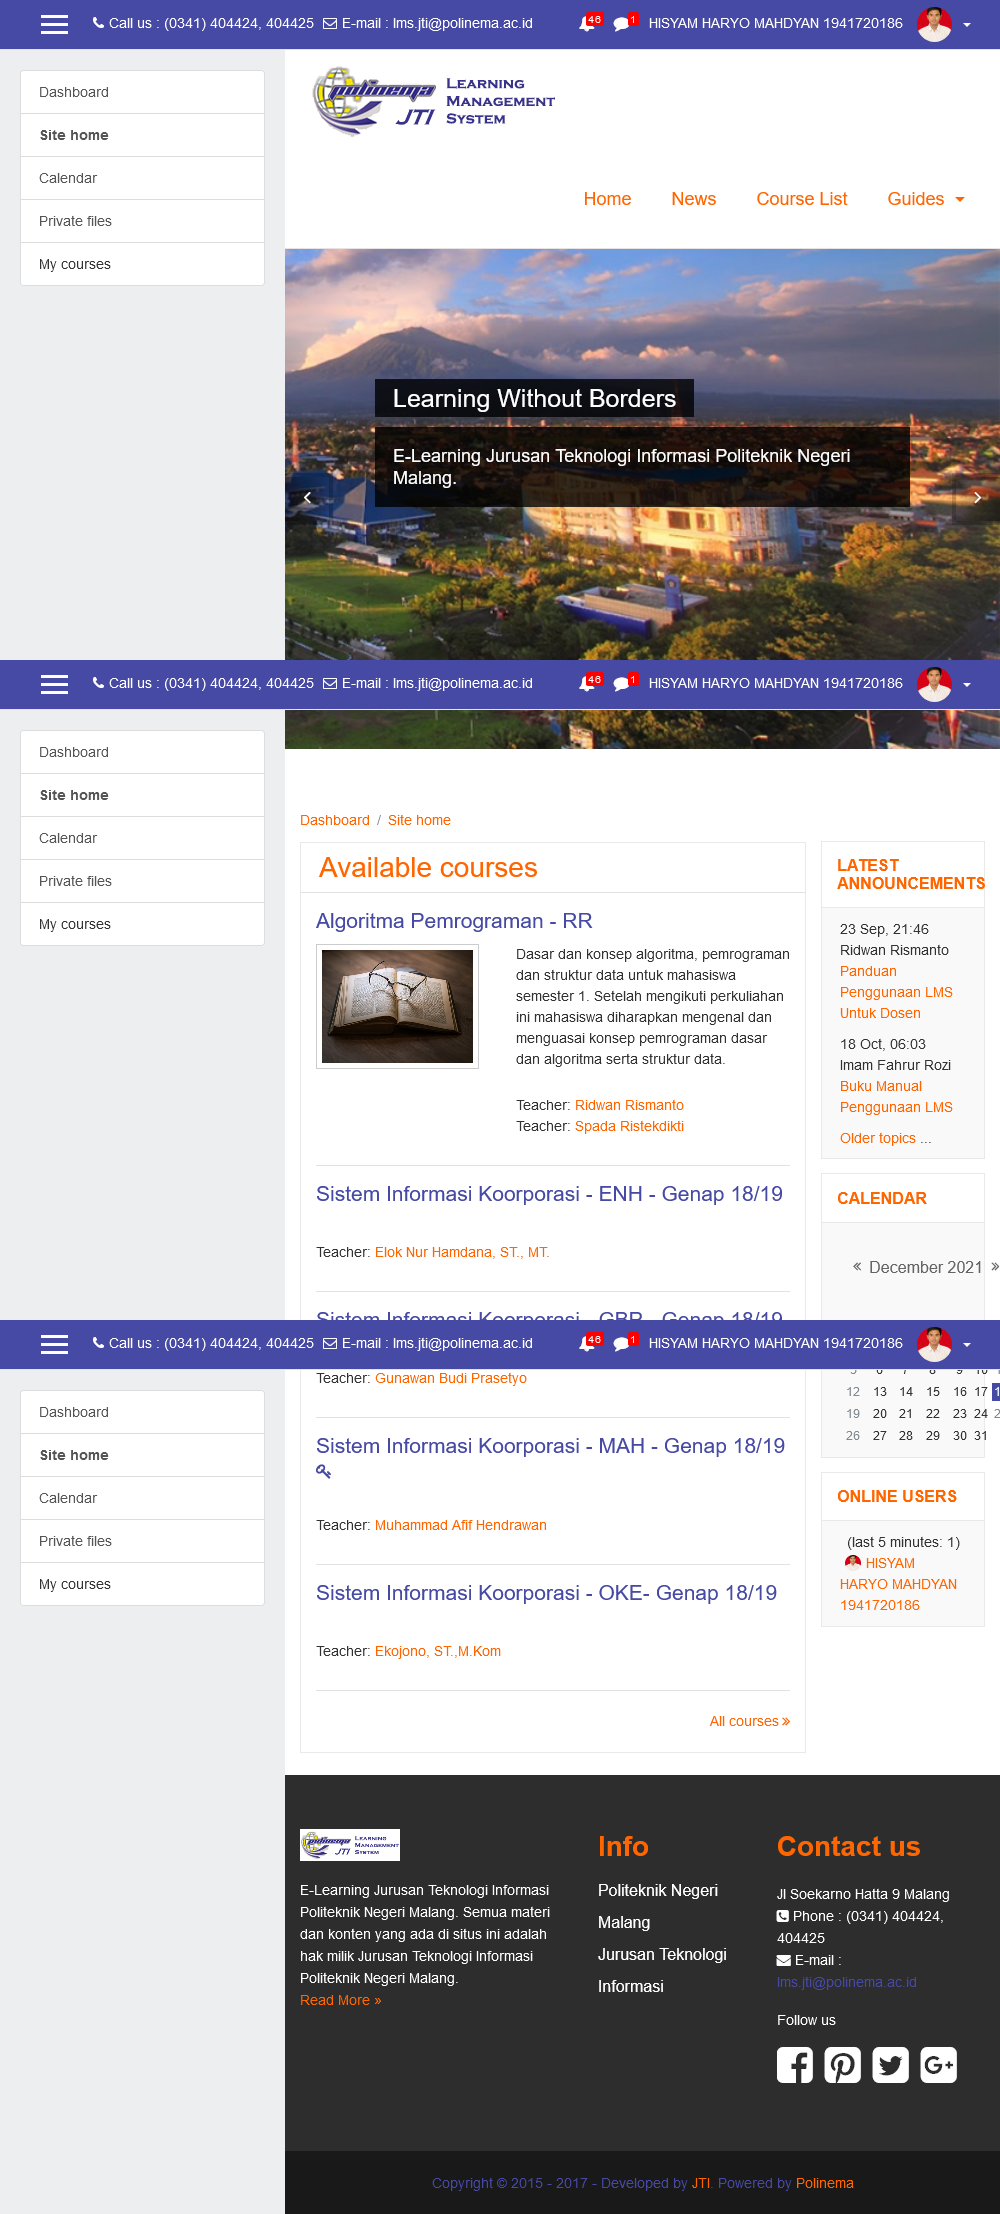 Call us : (0341) 404424, 404425 E-mail : lms.jti@polinema.ac.id 46 1 HISYAM HARYO MAHDYAN 1941720186
Dashboard
Site home
Calendar
Private files
My courses
polinema JTI
LEARNING
MANAGEMENT
SYSTEM
Home News Course List Guides
Learning Without Borders
E-Learning Jurusan Teknologi Informasi Politeknik Negeri
Malang.
Call us : (0341) 404424, 404425 E-mail : lms.jti@polinema.ac.id 46 1 HISYAM HARYO MAHDYAN 1941720186
Dashboard
Site home
Calendar
Private files
My courses
Dashboard / Site home
Available courses
Algoritma Pemrograman - RR
Dasar dan konsep algoritma, pemrograman
dan struktur data untuk mahasiswa
semester 1. Setelah mengikuti perkuliahan
ini mahasiswa diharapkan mengenal dan
menguasai konsep pemrograman dasar
dan algoritma serta struktur data.
Teacher: Ridwan Rismanto
Teacher: Spada Ristekdikti
Sistem Informasi Koorporasi - ENH - Genap 18/19
Teacher: Elok Nur Hamdana, ST., MT.
Sistem Informasi Koorporasi - GBP - Genap 18/19
LATEST
ANNOUNCEMENTS
23 Sep, 21:46
Ridwan Rismanto
Panduan
Penggunaan LMS
Untuk Dosen
18 Oct, 06:03
Imam Fahrur Rozi
Buku Manual
Penggunaan LMS
Older topics ...
CALENDAR
« December 2021 »
Call us : (0341) 404424, 404425 E-mail : lms.jti@polinema.ac.id 46 1 HISYAM HARYO MAHDYAN 1941720186
Dashboard
Site home
Calendar
Private files
My courses
Teacher: Gunawan Budi Prasetyo
Sistem Informasi Koorporasi - MAH - Genap 18/19
Teacher: Muhammad Afif Hendrawan
Sistem Informasi Koorporasi - OKE- Genap 18/19
Teacher: Ekojono, ST.,M.Kom
All courses »
5 6 7 8 9 10
12 13 14 15 16 17
19 20 21 22 23 24
26 27 28 29 30 31
ONLINE USERS
(last 5 minutes: 1)
HISYAM
HARYO MAHDYAN
1941720186
polinema JTI
LEARNING
MANAGEMENT
SYSTEM
E-Learning Jurusan Teknologi Informasi
Politeknik Negeri Malang. Semua materi
dan konten yang ada di situs ini adalah
hak milik Jurusan Teknologi Informasi
Politeknik Negeri Malang.
Read More »
Info
Politeknik Negeri
Malang
Jurusan Teknologi
Informasi
Contact us
Jl Soekarno Hatta 9 Malang
Phone : (0341) 404424,
404425
E-mail :
lms.jti@polinema.ac.id
Follow us
Copyright © 2015 - 2017 - Developed by JTI. Powered by Polinema